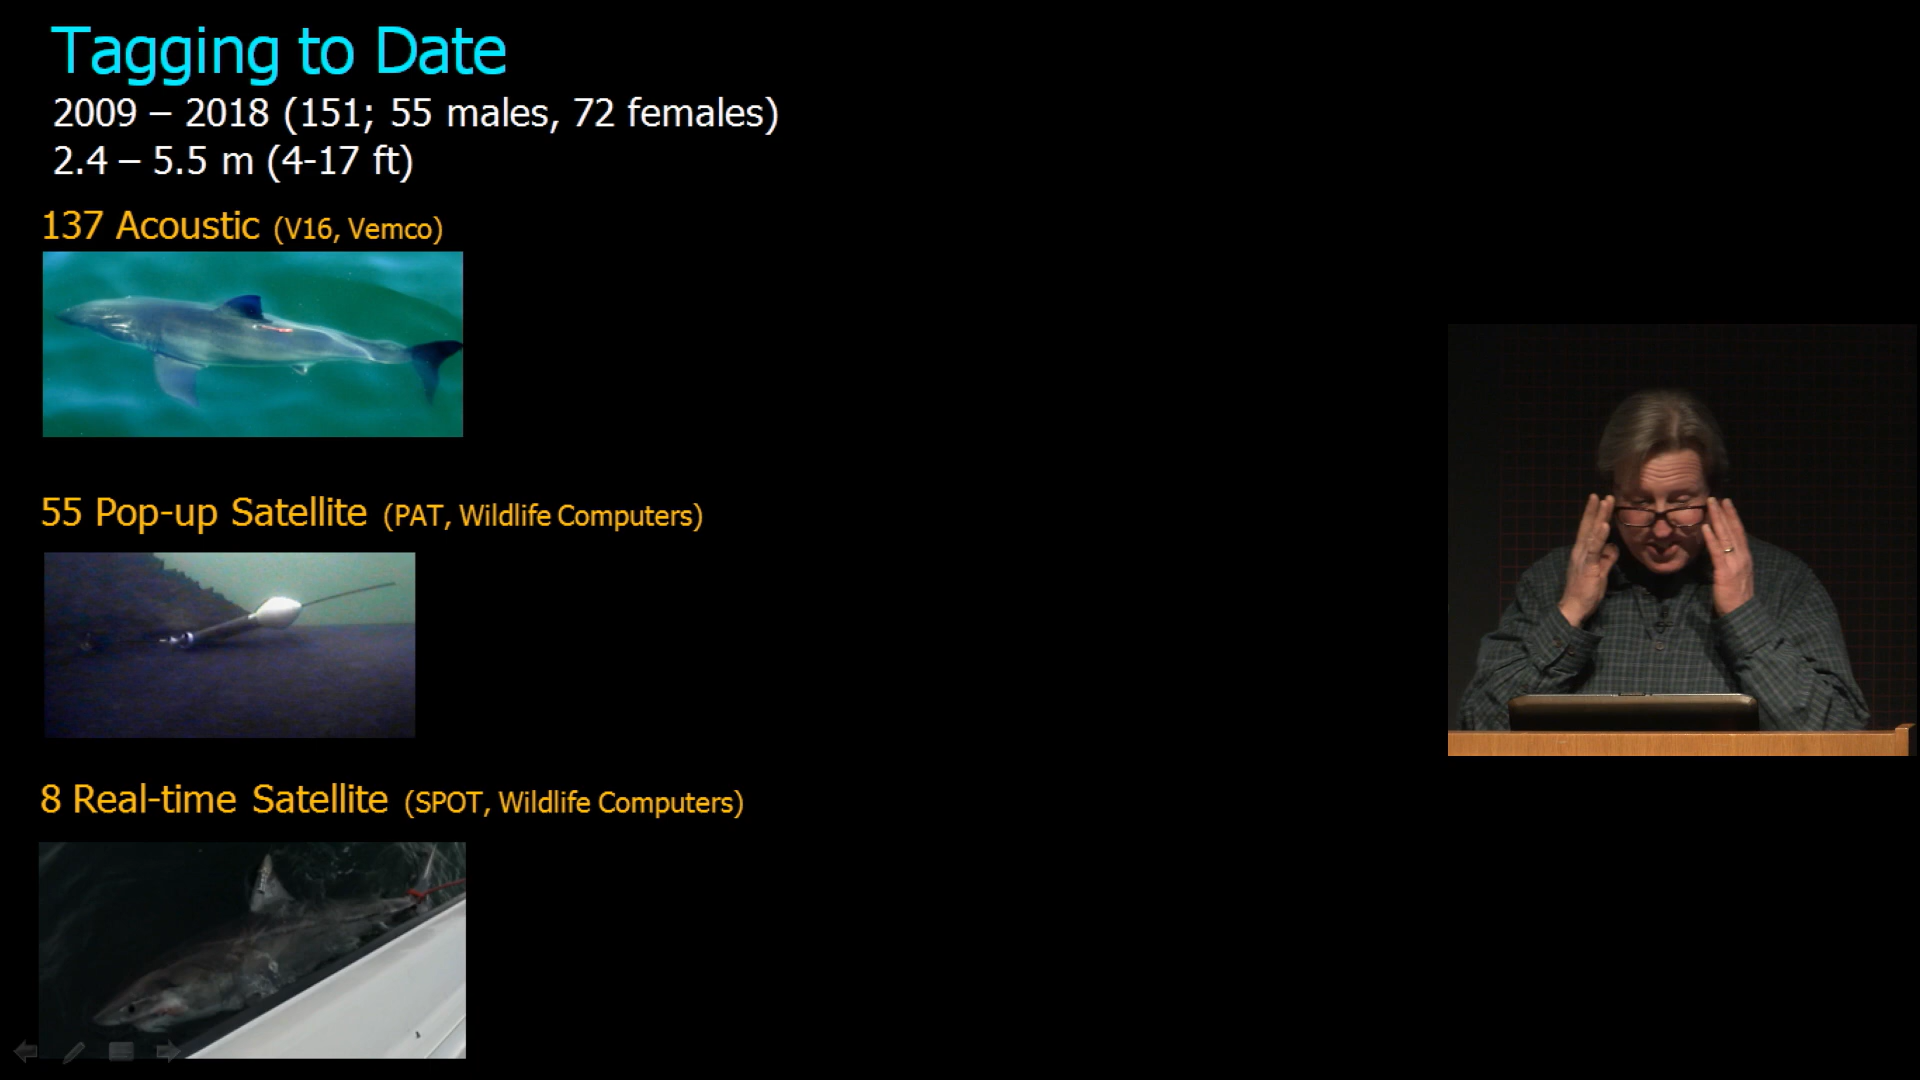 Tagging to Date
2009 – 2018 (151; 55 males, 72 females)
2.4 – 5.5 m (4-17 ft)
137 Acoustic (V16, Vemco)
55 Pop-up Satellite (PAT, Wildlife Computers)
8 Real-time Satellite (SPOT, Wildlife Computers)